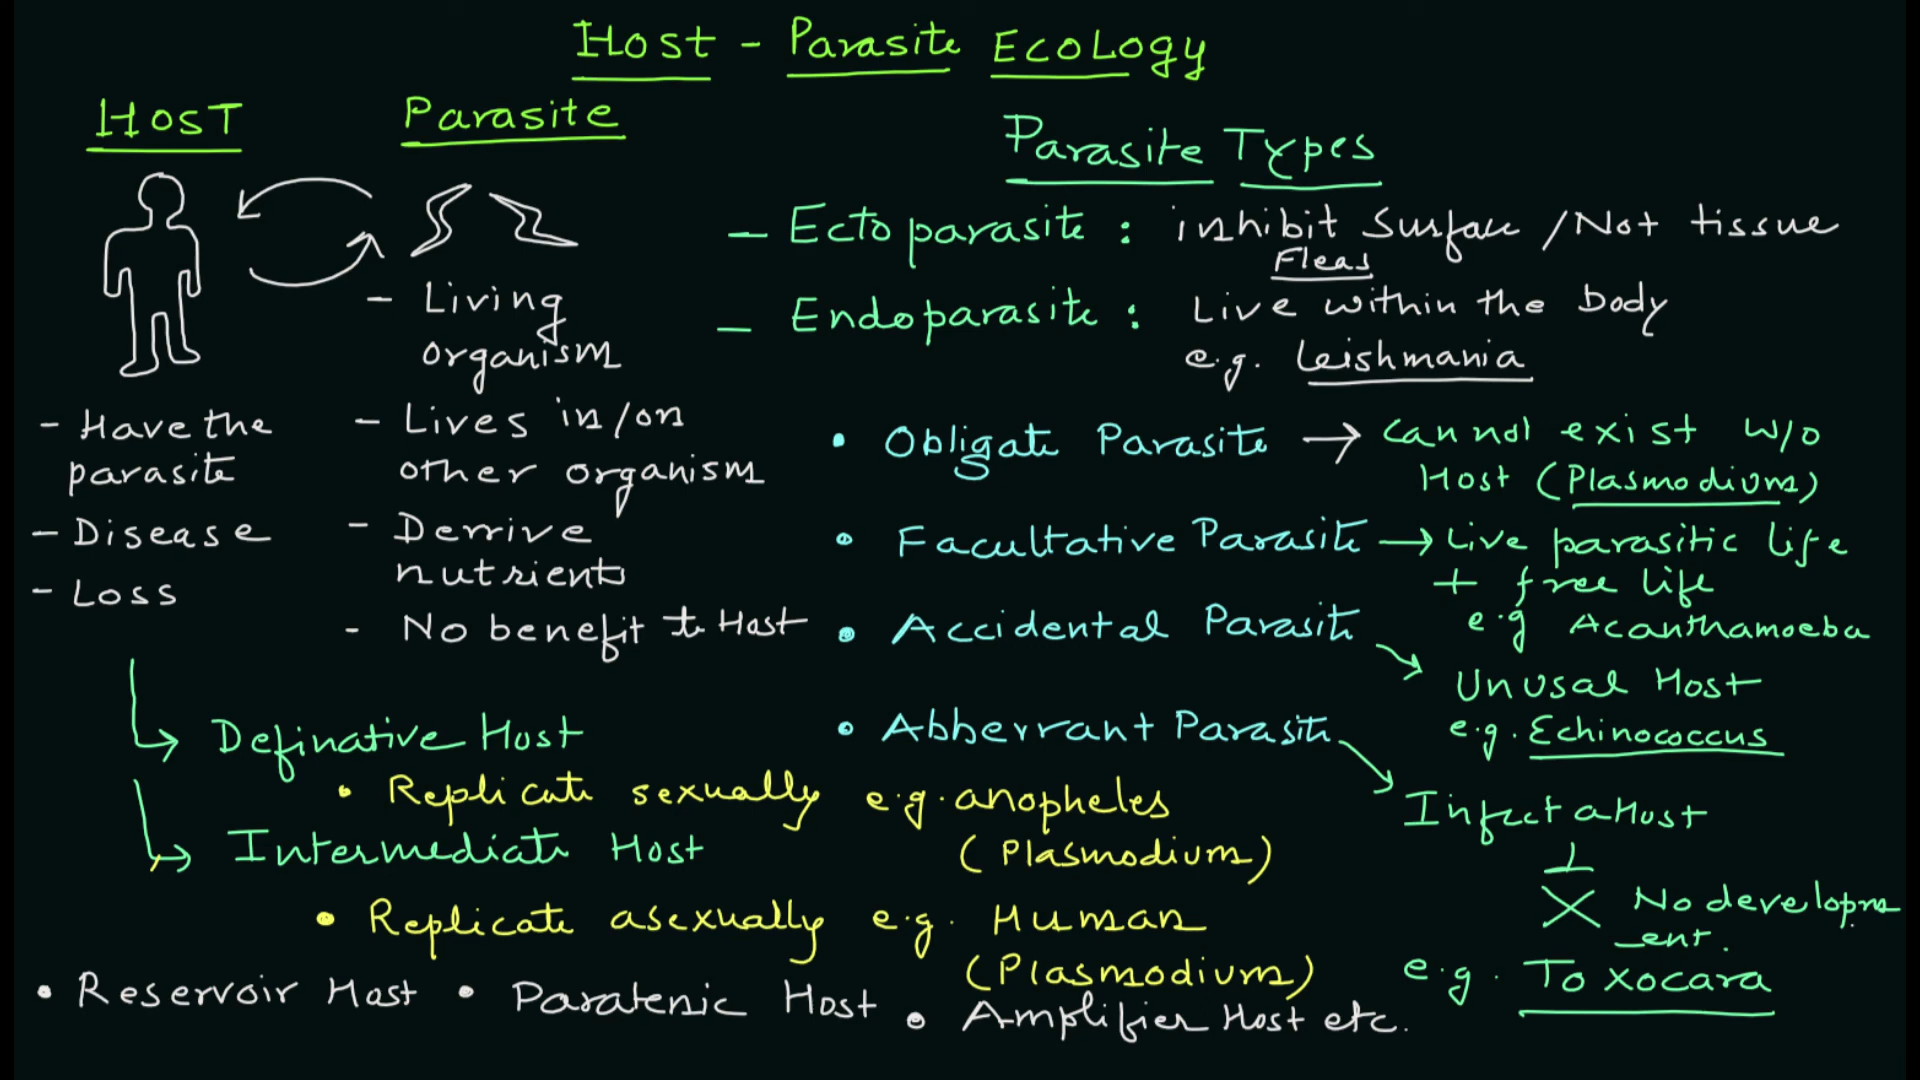 Host - Parasite Ecology
Host
Parasite
- Living
organism
- Have the
parasite
- Disease
- Loss
- Lives in/on
other organism
- Derrive
nutrients
- No benefit to Host
Parasite Types
- Ectoparasite : inhibit Surface /Not tissue
Fleas
- Endoparasite : Live within the body
e.g. Leishmania
• Obligate Parasite → cannot exist w/o
Host (Plasmodium)
• Facultative Parasite → Live parasitic life
+ free life
e.g Acanthamoeba
• Accidental Parasite
Unusal Host
e.g. Echinococcus
• Abberrant Parasite
Infect a Host
No developm
-ent.
e.g. Toxocara
Definative Host
• Replicate sexually e.g. anopheles
(Plasmodium)
Intermediate Host
• Replicate asexually e.g. Human
(Plasmodium)
• Reservoir Host • Paratenic Host • Amplifier Host etc.